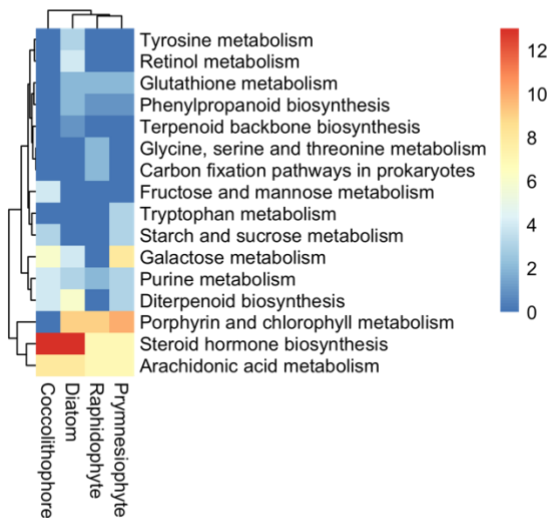 Tyrosine metabolism
Retinol metabolism
Glutathione metabolism
Phenylpropanoid biosynthesis
Terpenoid backbone biosynthesis
Glycine, serine and threonine metabolism
Carbon fixation pathways in prokaryotes
Fructose and mannose metabolism
Tryptophan metabolism
Starch and sucrose metabolism
Galactose metabolism
Purine metabolism
Diterpenoid biosynthesis
Porphyrin and chlorophyll metabolism
Steroid hormone biosynthesis
Arachidonic acid metabolism
Coccolithophore
Diatom
Raphidophyte
Prymnesiophyte
12
10
8
6
4
2
0